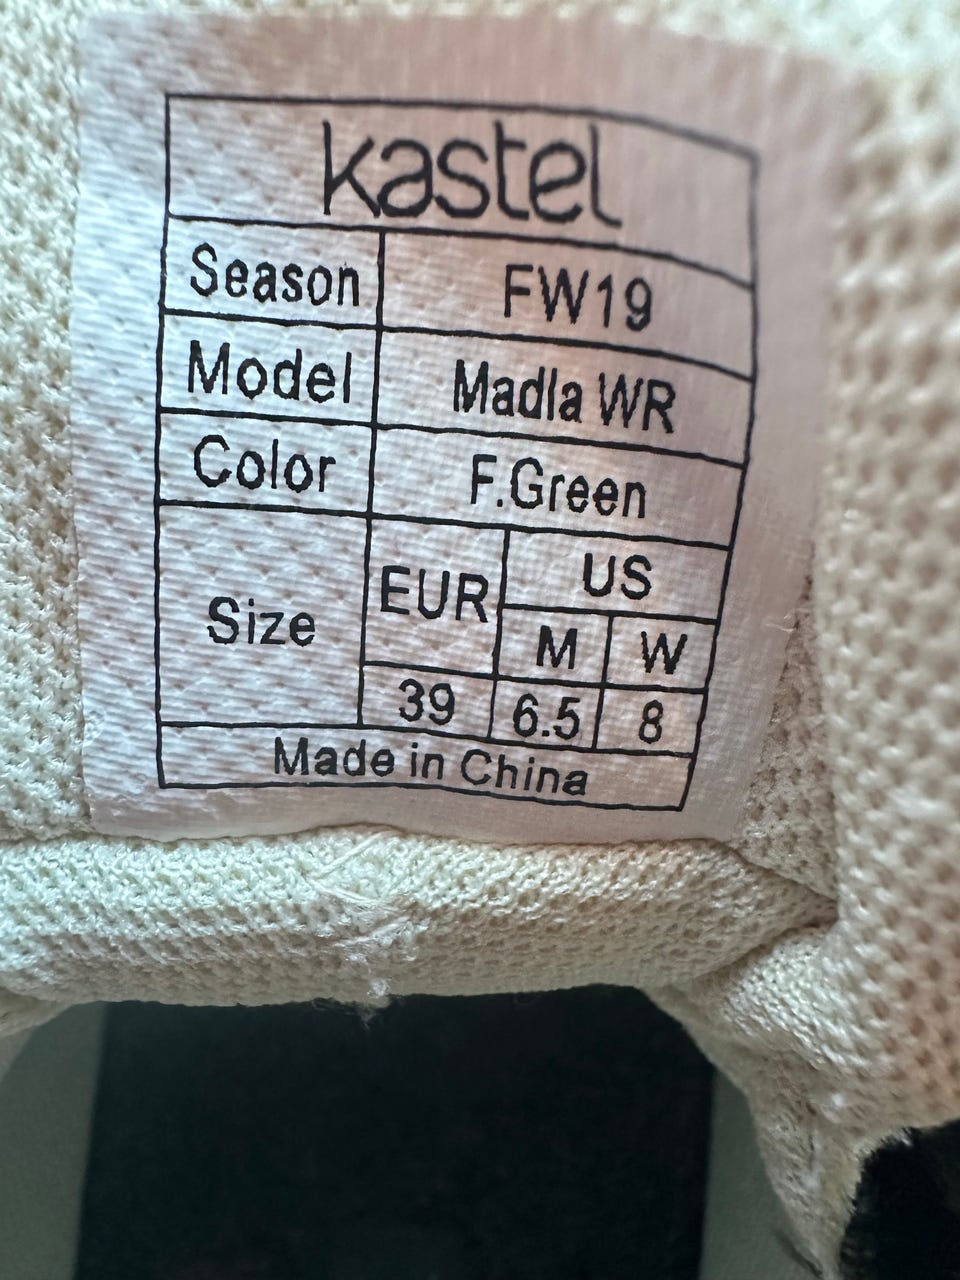 kastel
Season FW19
Model Madla WR
Color F.Green
Size EUR US
M W
39 6.5 8
Made in China